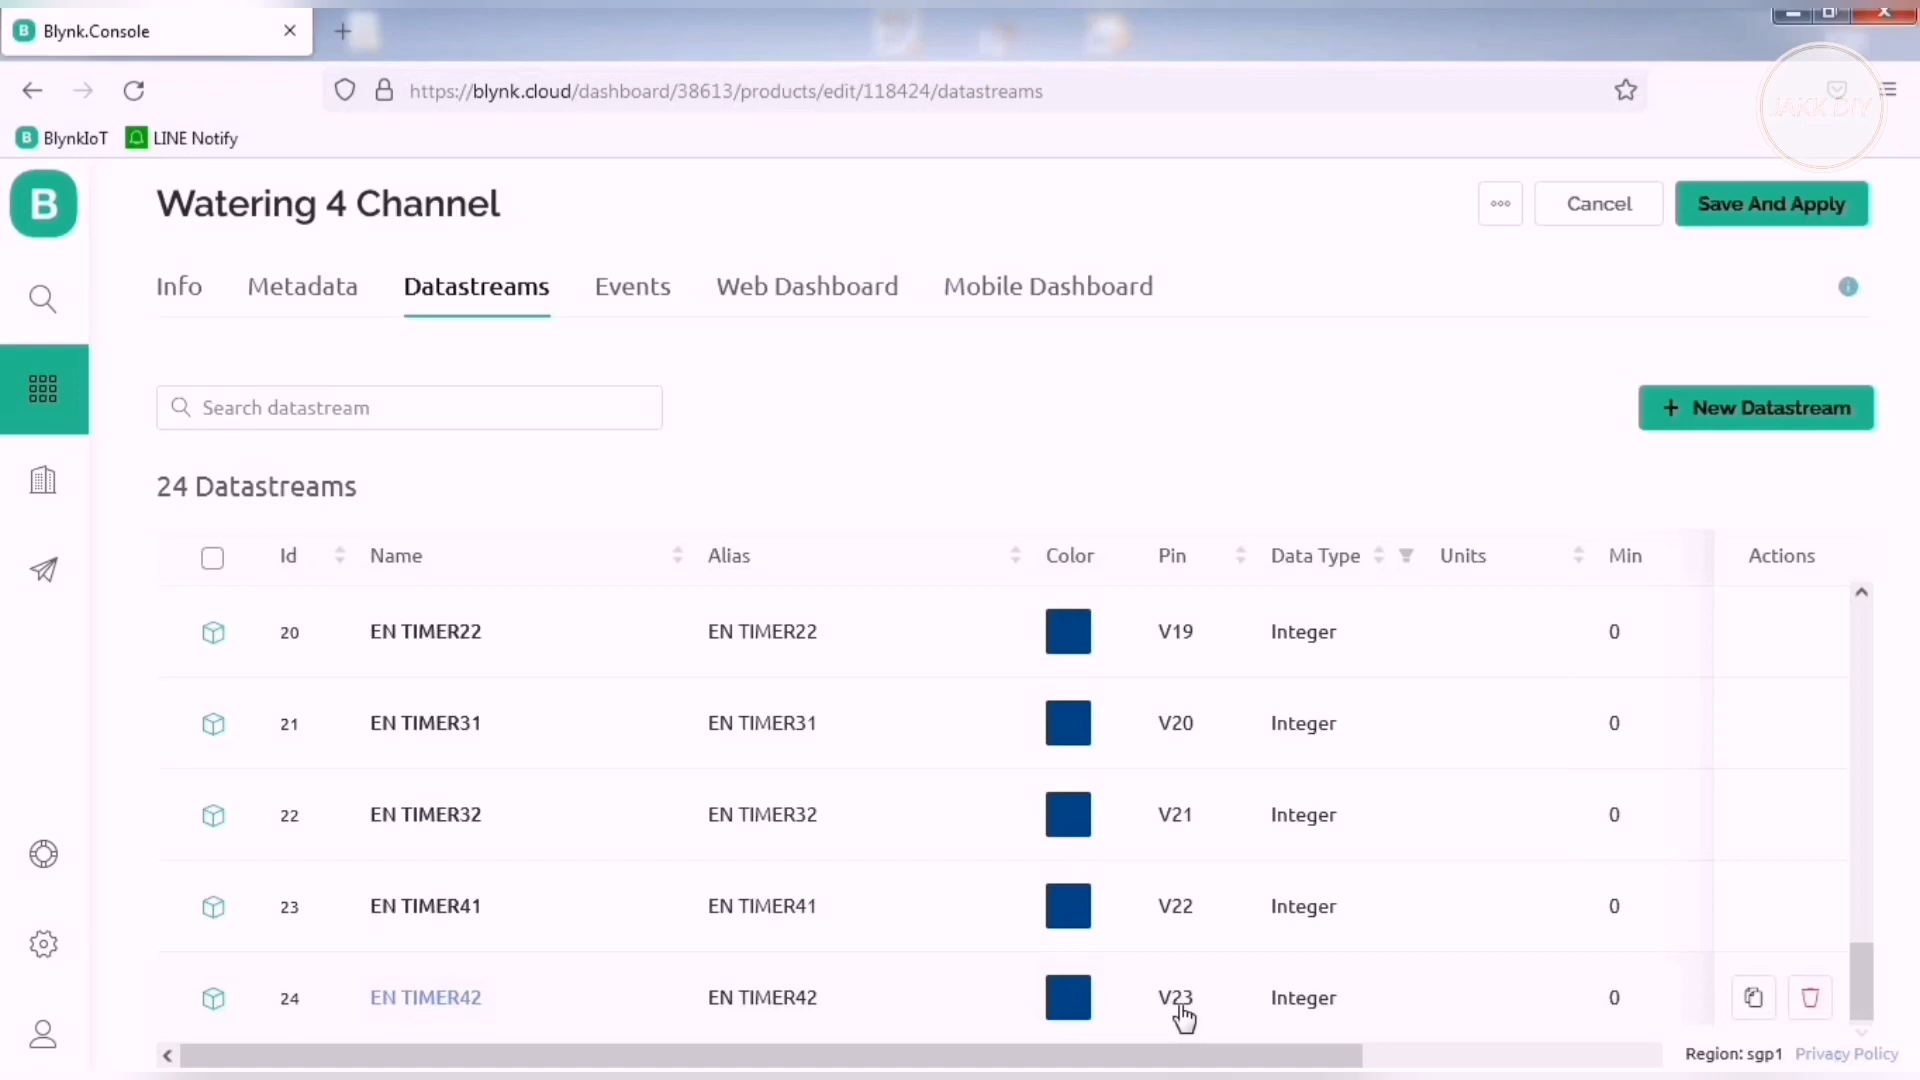 Blynk.Console
https://blynk.cloud/dashboard/38613/products/edit/118424/datastreams
JAKK DIY
BlynkIoT LINE Notify
B
Watering 4 Channel
Cancel
Save And Apply
Info Metadata Datastreams Events Web Dashboard Mobile Dashboard
Search datastream
+ New Datastream
24 Datastreams
Id Name Alias Color Pin Data Type Units Min Actions
20 EN TIMER22 EN TIMER22 V19 Integer 0
21 EN TIMER31 EN TIMER31 V20 Integer 0
22 EN TIMER32 EN TIMER32 V21 Integer 0
23 EN TIMER41 EN TIMER41 V22 Integer 0
24 EN TIMER42 EN TIMER42 V23 Integer 0
Region: sgp1 Privacy Policy